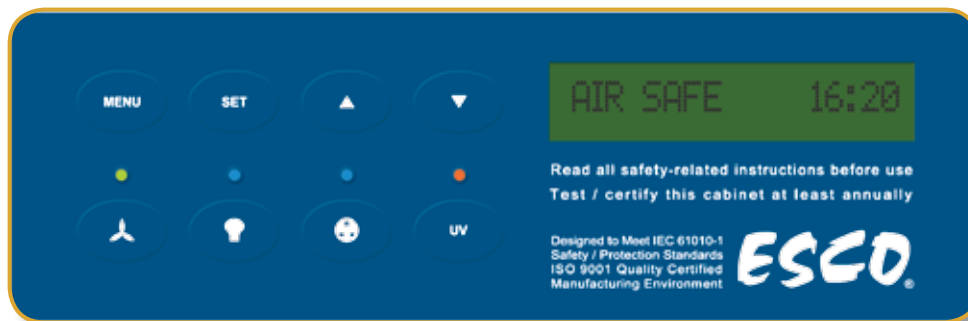 MENU SET ▲ ▼
UV
AIR SAFE 16:20
Read all safety-related instructions before use
Test / certify this cabinet at least annually
Designed to Meet IEC 61010-1
Safety / Protection Standards
ISO 9001 Quality Certified
Manufacturing Environment
ESCO®